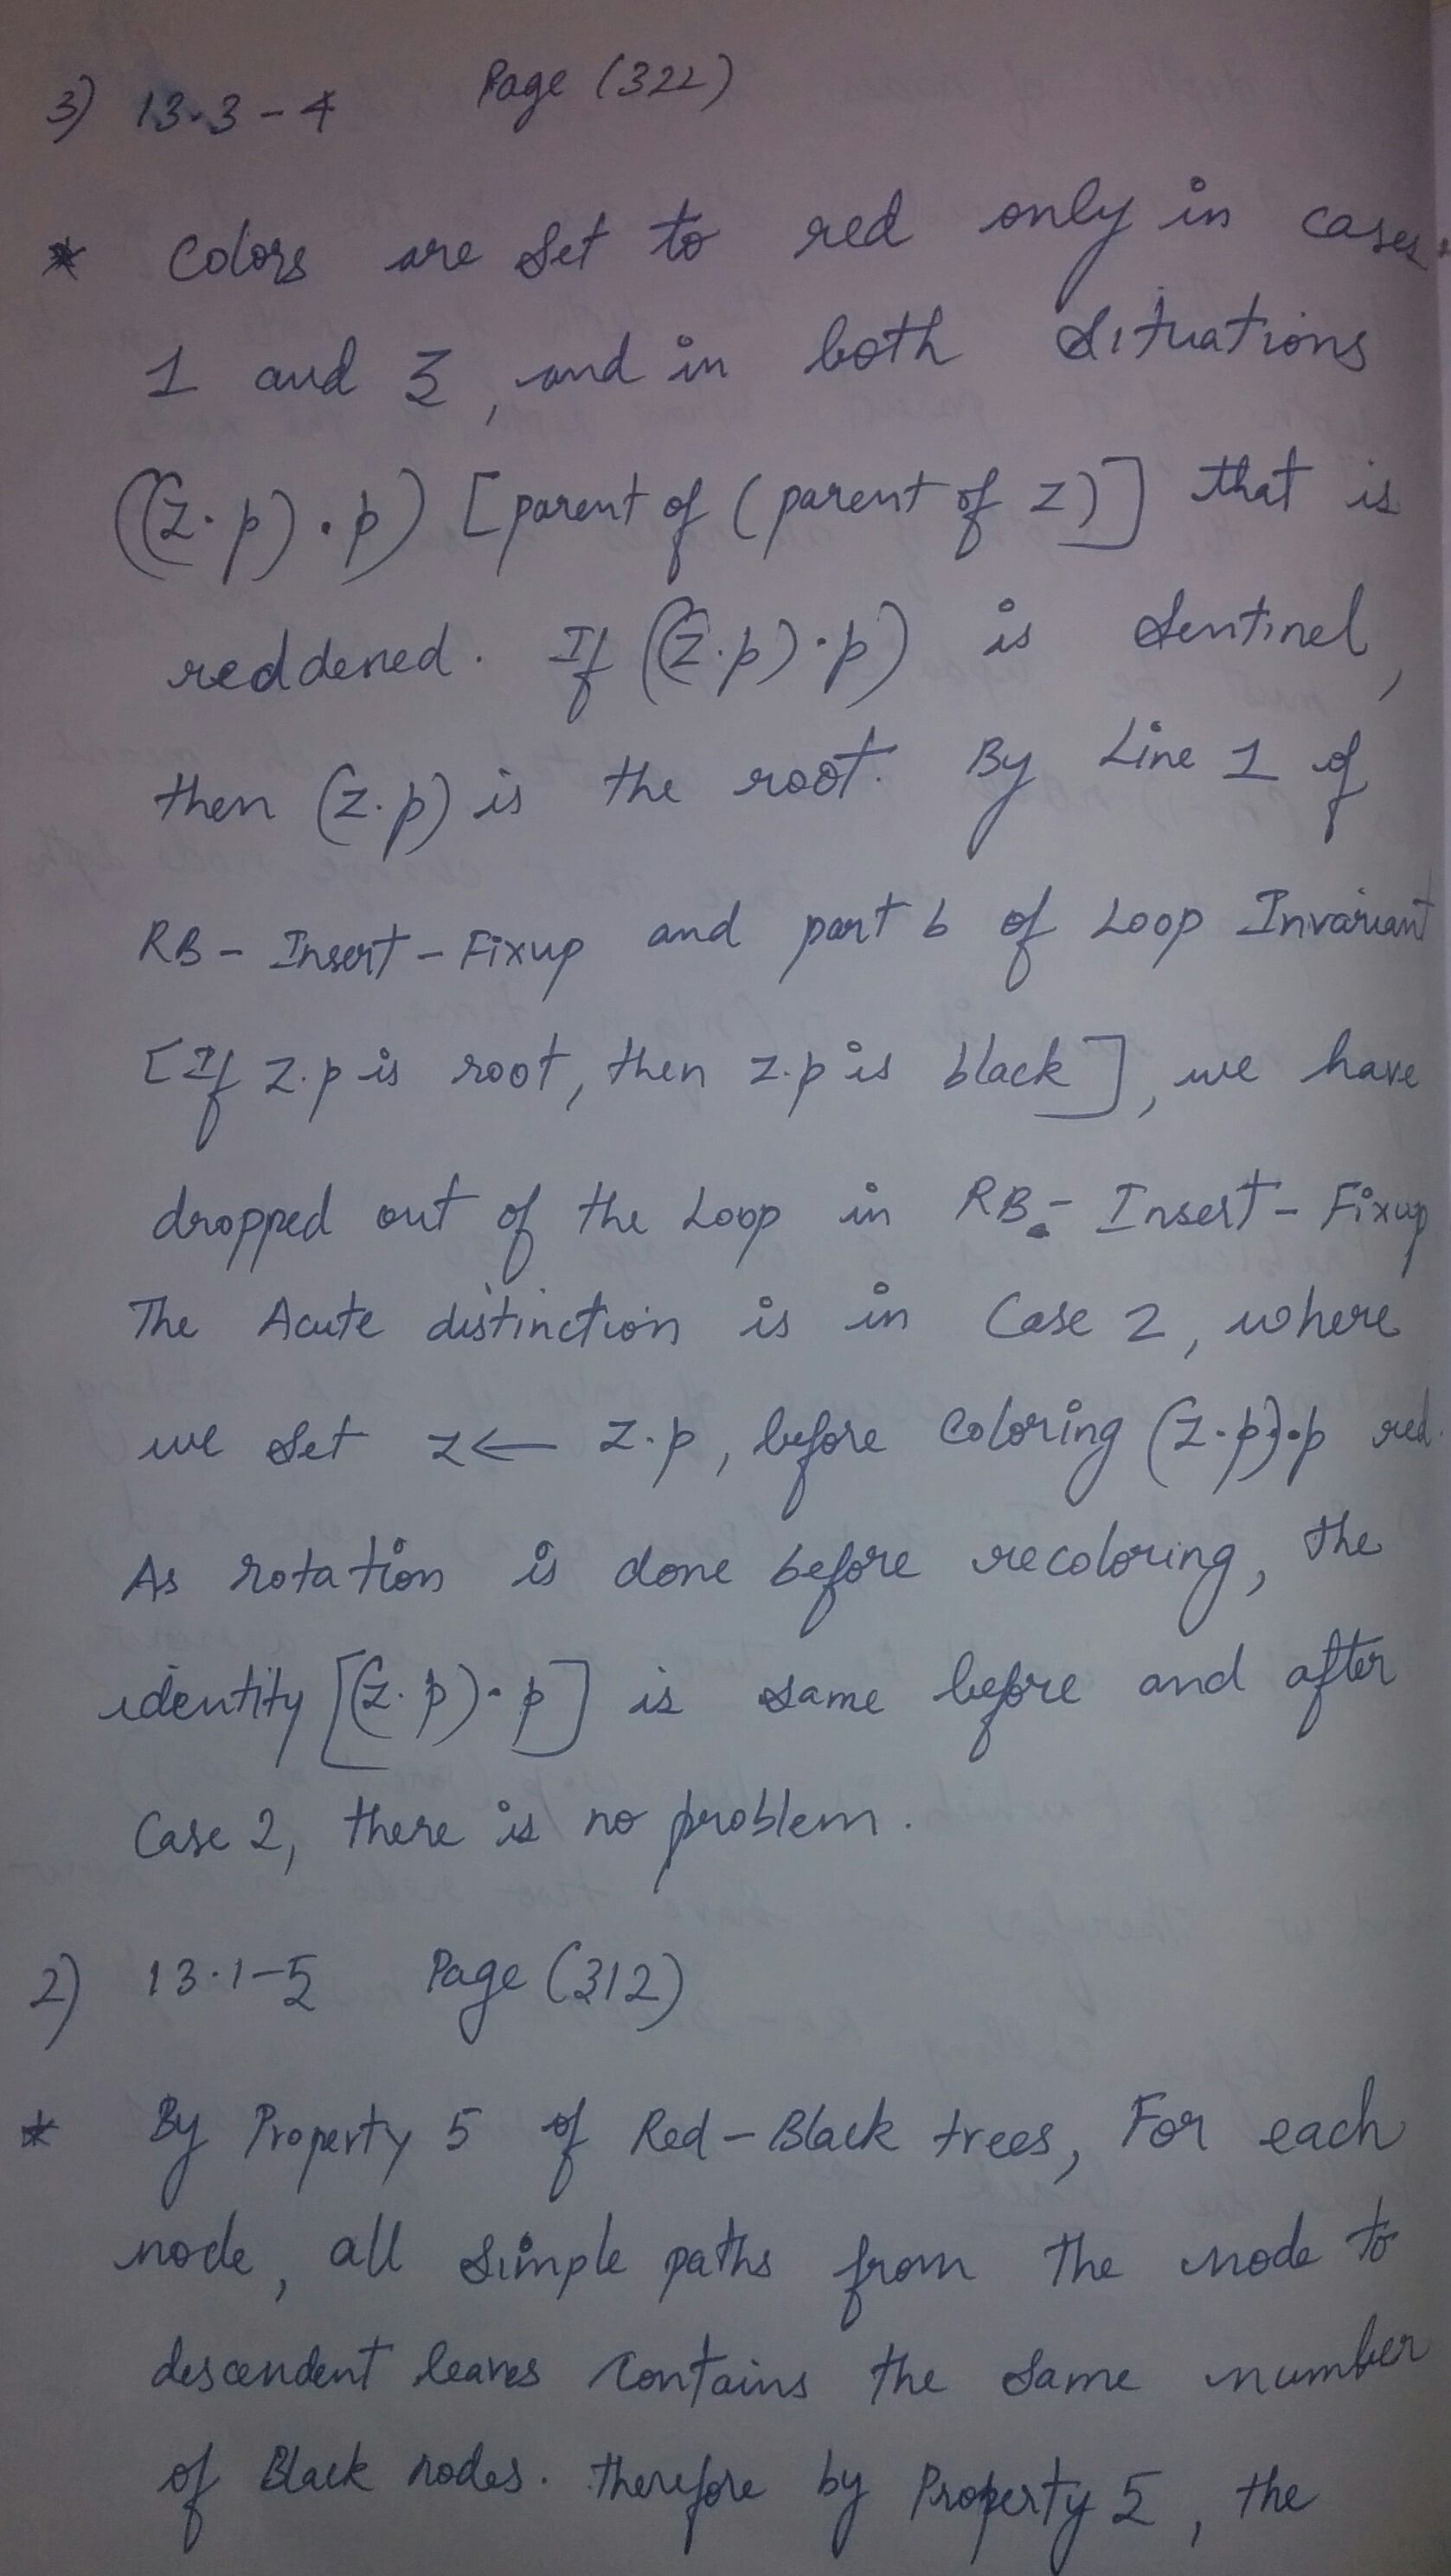 3) 13.3-4 Page (322)
* Colors are set to red only in cases
1 and 3, and in both situations
((z.p).p) [parent of (parent of z)] that is
reddened. If ((z.p).p) is sentinel,
then (z.p) is the root. By Line 1 of
RB-Insert-Fixup and part b of Loop Invariant
[If z.p is root, then z.p is black], we have
dropped out of the Loop in RB-Insert-Fixup
The Acute distinction is in Case 2, where
we set z ← z.p, before coloring (z.p).p red.
As rotation is done before recoloring, the
identity [(z.p).p] is same before and after
Case 2, there is no problem.
2) 13.1-5 Page (312)
* By Property 5 of Red-Black trees, For each
node, all simple paths from the node to
descendent leaves contains the same number
of Black nodes. Therefore by Property 5, the